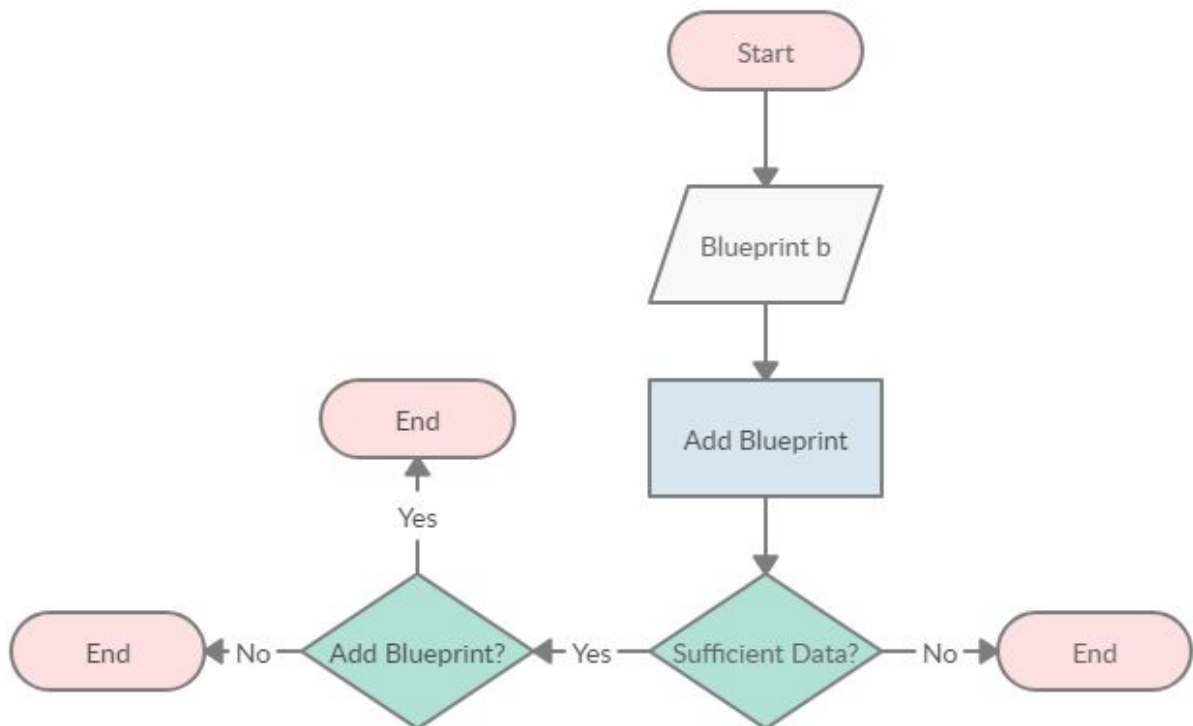 Start
Blueprint b
Add Blueprint
End
Yes
End
No
Add Blueprint?
Yes
Sufficient Data?
No
End